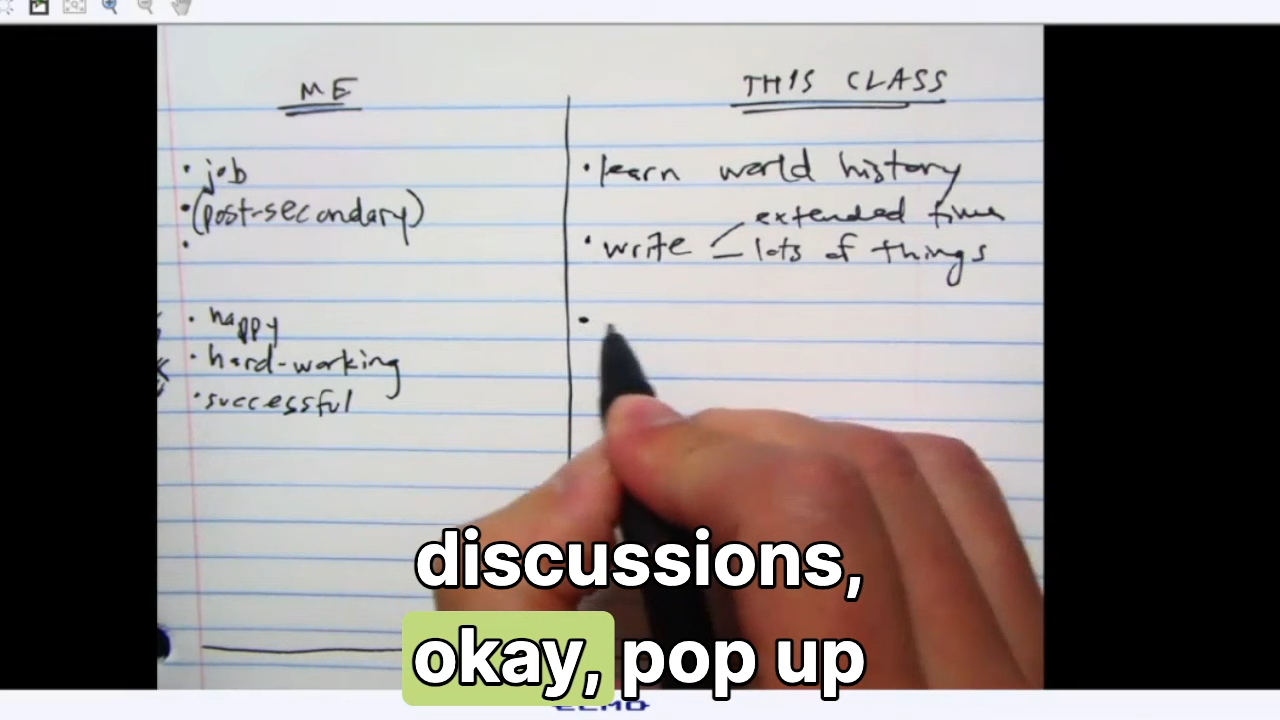 ME
THIS CLASS
• job
• (post-secondary)
•
• happy
• hard-working
• successful
• learn world history
extended time
• write lots of things
•
discussions,
okay, pop up
ELMO